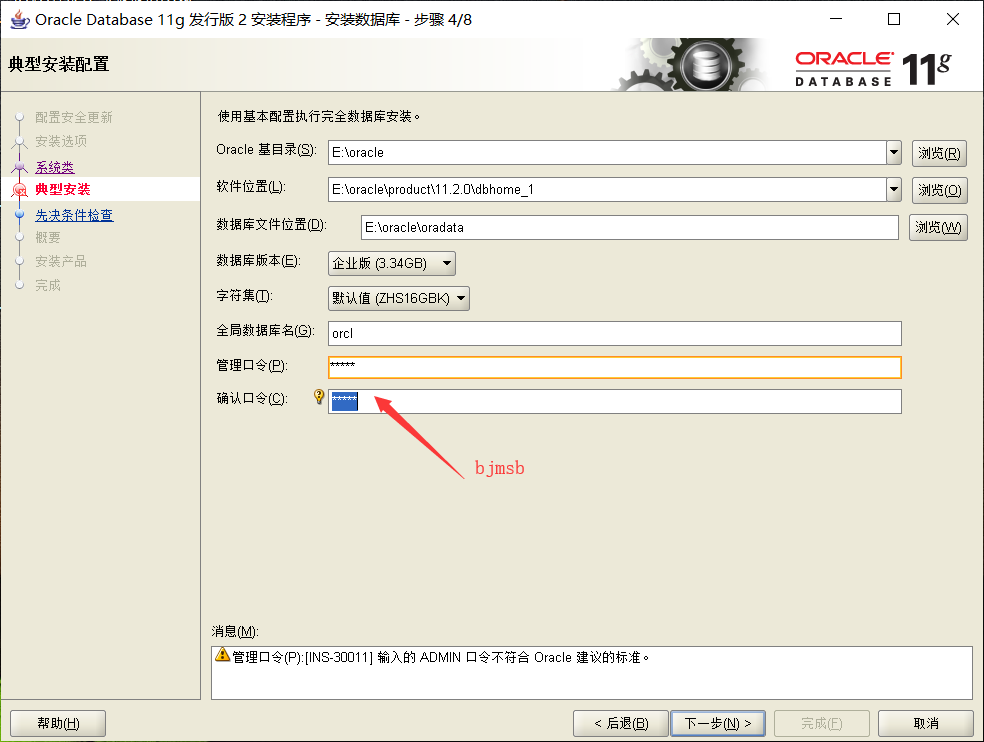 Oracle Database 11g 发行版 2 安装程序 - 安装数据库 - 步骤 4/8
典型安装配置
ORACLE
DATABASE 11g
配置安全更新
安装选项
系统类
典型安装
先决条件检查
概要
安装产品
完成
使用基本配置执行完全数据库安装。
Oracle 基目录(S): E:\oracle 浏览(R)
软件位置(L): E:\oracle\product\11.2.0\dbhome_1 浏览(O)
数据库文件位置(D): E:\oracle\oradata 浏览(W)
数据库版本(E): 企业版 (3.34GB)
字符集(T): 默认值 (ZHS16GBK)
全局数据库名(G): orcl
管理口令(P): *****
确认口令(C): *****
bjmsb
消息(M):
管理口令(P):[INS-30011] 输入的 ADMIN 口令不符合 Oracle 建议的标准。
帮助(H) < 后退(B) 下一步(N) > 完成(F) 取消